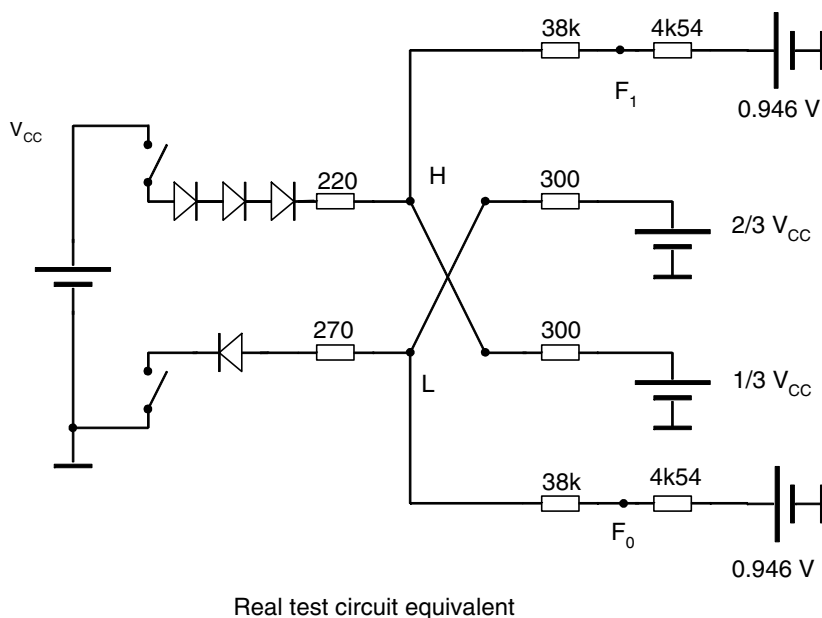 38k
4k54
F1
0.946 V
VCC
220
H
300
2/3 VCC
270
L
300
1/3 VCC
38k
4k54
F0
0.946 V
Real test circuit equivalent